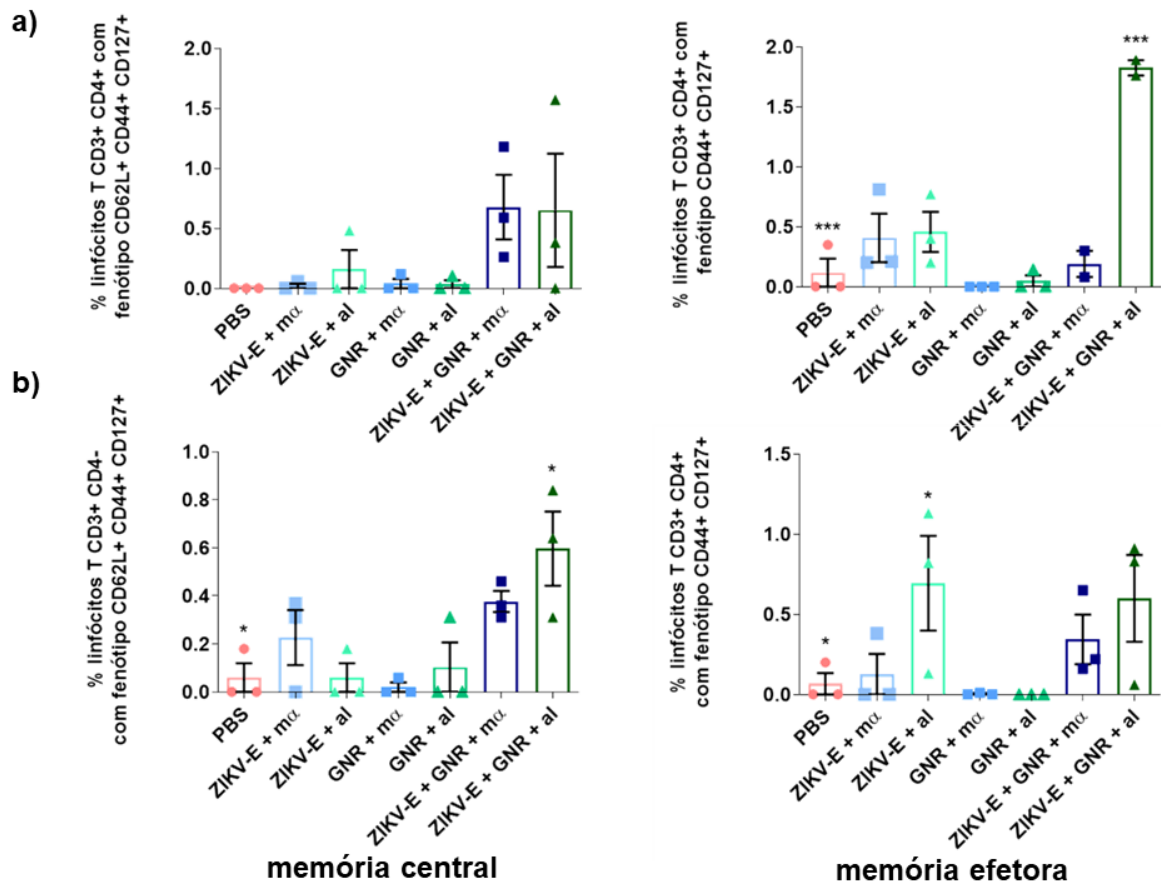 a)
% linfócitos T CD3+ CD4+ com
fenótipo CD62L+ CD44+ CD127+
2.0
1.5
1.0
0.5
0.0
PBS
ZIKV-E + mα
ZIKV-E + al
GNR + mα
GNR + al
ZIKV-E + GNR + mα
ZIKV-E + GNR + al
% linfócitos T CD3+ CD4+ com
fenótipo CD44+ CD127+
2.0
1.5
1.0
0.5
0.0
***
***
PBS
ZIKV-E + mα
ZIKV-E + al
GNR + mα
GNR + al
ZIKV-E + GNR + mα
ZIKV-E + GNR + al
b)
% linfócitos T CD3+ CD4-
com fenótipo CD62L+ CD44+ CD127+
1.0
0.8
0.6
0.4
0.2
0.0
*
*
PBS
ZIKV-E + mα
ZIKV-E + al
GNR + mα
GNR + al
ZIKV-E + GNR + mα
ZIKV-E + GNR + al
memória central
% linfócitos T CD3+ CD4+
com fenótipo CD44+ CD127+
1.5
1.0
0.5
0.0
*
*
PBS
ZIKV-E + mα
ZIKV-E + al
GNR + mα
GNR + al
ZIKV-E + GNR + mα
ZIKV-E + GNR + al
memória efetora